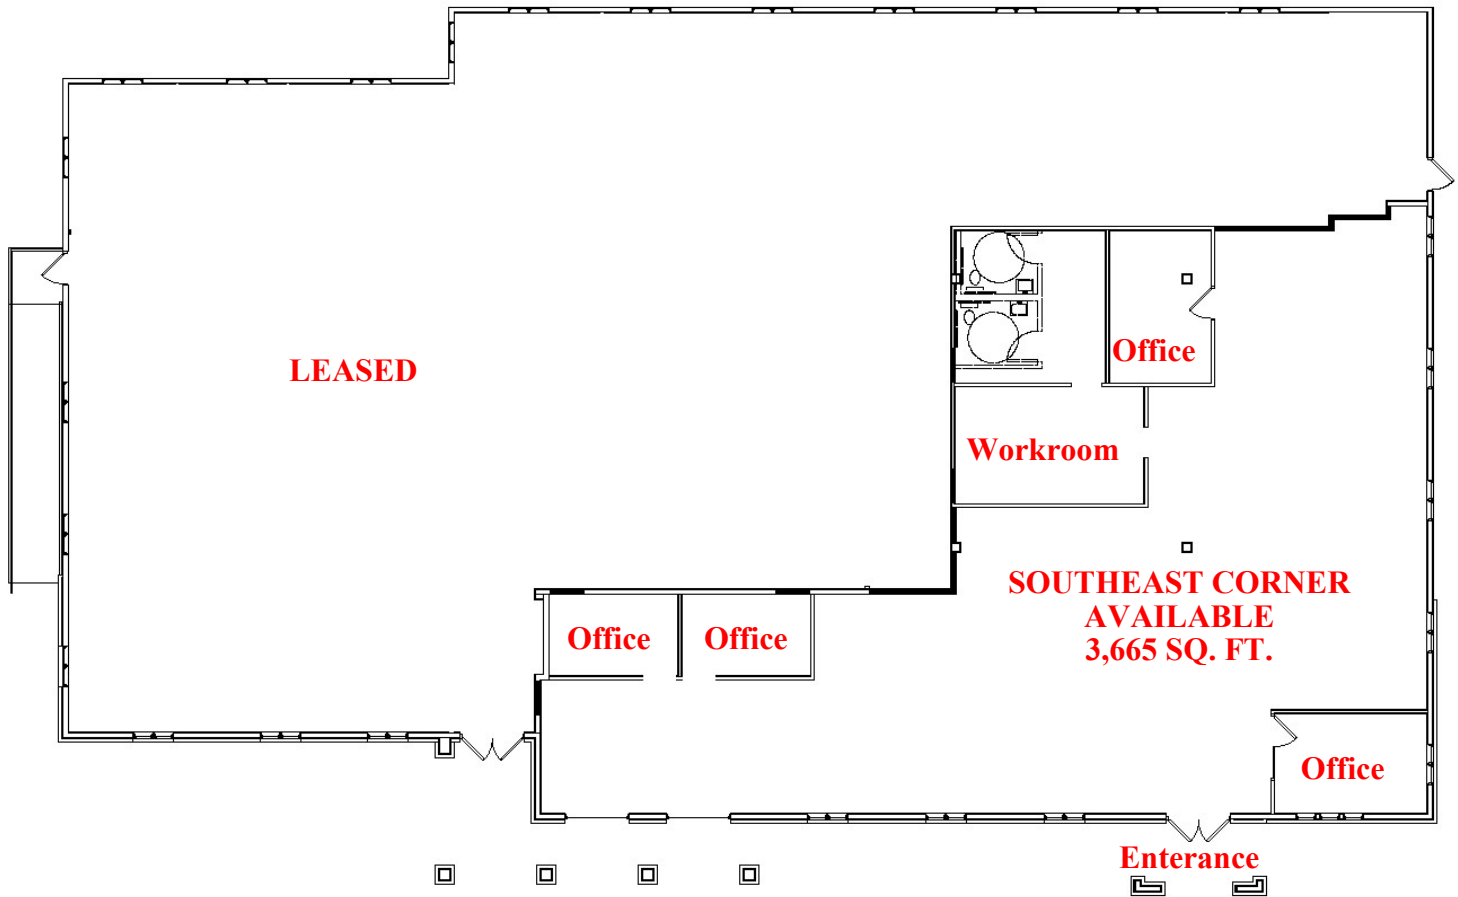 Office
LEASED
Workroom
SOUTHEAST CORNER
AVAILABLE
3,665 SQ. FT.
Office
Office
Office
Enterance